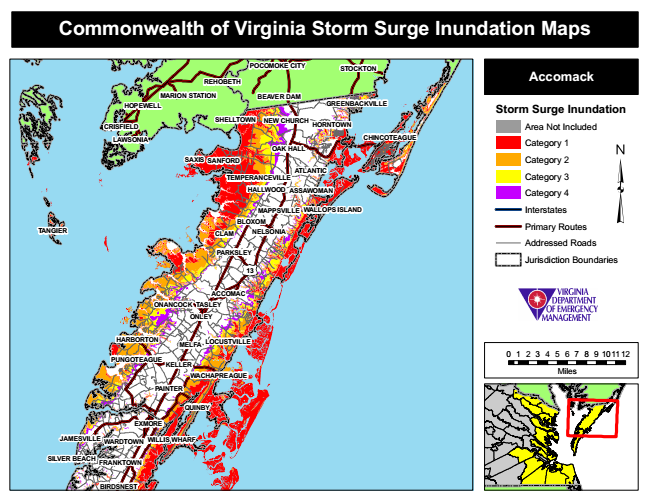 Commonwealth of Virginia Storm Surge Inundation Maps
POCOMOKE CITY
STOCKTON
REHOBETH
MARION STATION
BEAVER DAM
HOPEWELL
GREENBACKVILLE
SHELLTOWN
NEW CHURCH
CRISFIELD
HORNTOWN
LAWSONIA
CHINCOTEAGUE
OAK HALL
SAXIS
SANFORD
ATLANTIC
TEMPERANCEVILLE
HALLWOOD
ASSAWOMAN
MAPPSVILLE
WALLOPS ISLAND
BLOXOM
TANGIER
CLAM
NELSONIA
PARKSLEY
13
ACCOMAC
ONANCOCK
TASLEY
ONLEY
HARBORTON
MELFA
LOCUSTVILLE
PUNGOTEAGUE
KELLER
WACHAPREAGUE
PAINTER
QUINBY
EXMORE
JAMESVILLE
WARDTOWN
WILLIS WHARF
SILVER BEACH
FRANKTOWN
BIRDSNEST
Accomack
Storm Surge Inundation
Area Not Included
Category 1
Category 2
Category 3
Category 4
Interstates
Primary Routes
Addressed Roads
Jurisdiction Boundaries
N
VIRGINIA
DEPARTMENT
OF EMERGENCY
MANAGEMENT
0 1 2 3 4 5 6 7 8 9 10 11 12
Miles